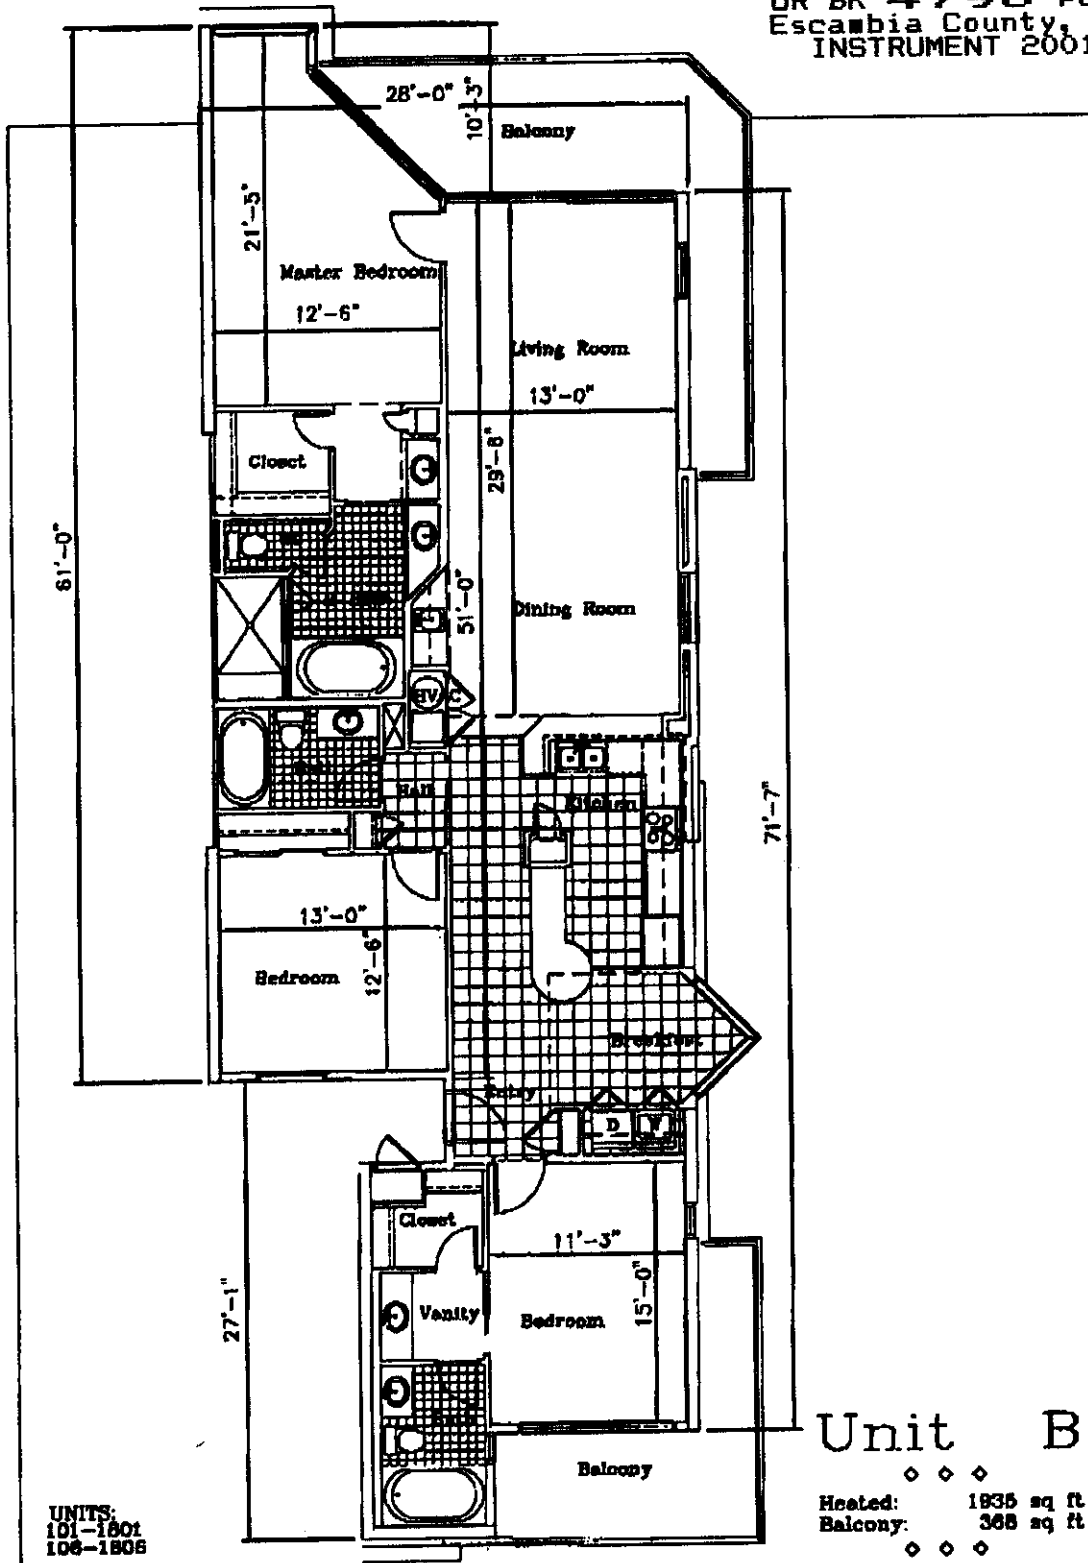 OR BK 4798
Escambia County,
INSTRUMENT 2001
28'-0"
10'-3"
Balcony
21'-5"
Master Bedroom
12'-6"
Living Room
13'-0"
29'-8"
Closet
61'-0"
51'-0"
Dining Room
HVAC
Hall
Kitchen
71'-7"
13'-0"
12'-6"
Bedroom
Breakfast
Entry
D
W
Closet
11'-3"
15'-0"
27'-1"
Vanity
Bedroom
Balcony
Unit B
Heated: 1935 sq ft
Balcony: 368 sq ft
UNITS:
101-1801
106-1806